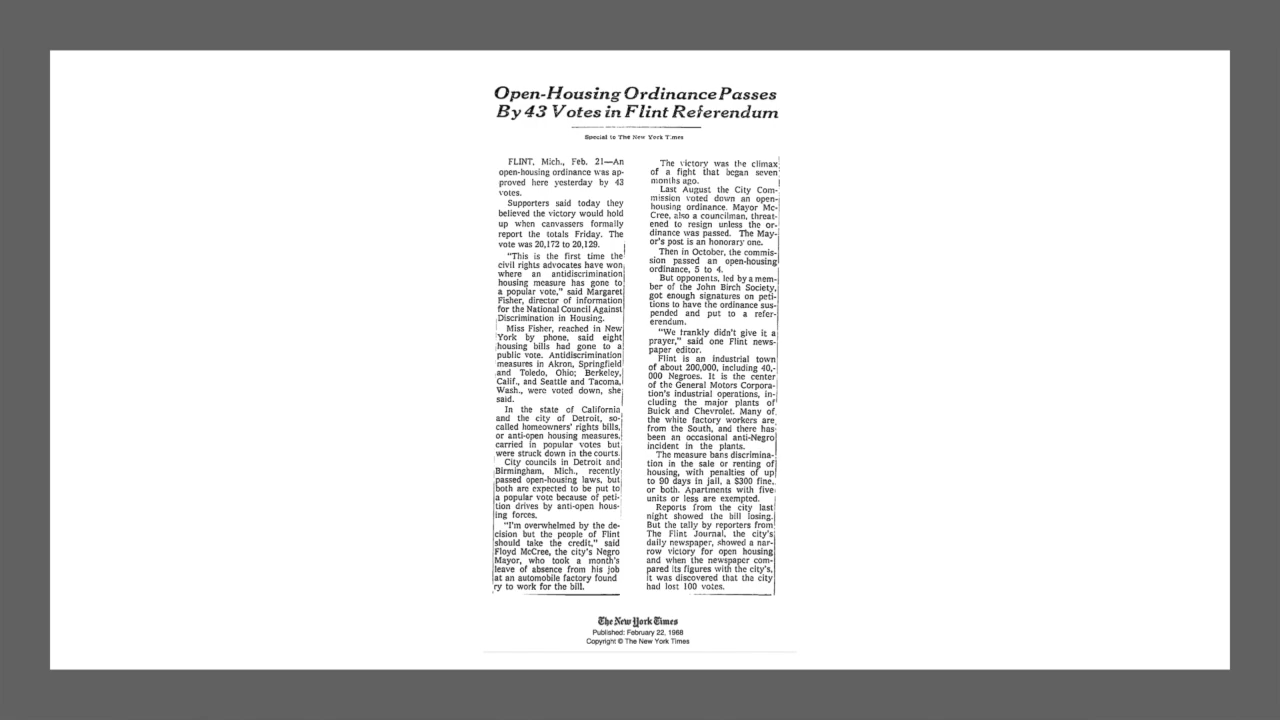 Open-Housing Ordinance Passes
By 43 Votes in Flint Referendum
Special to The New York Times
FLINT, Mich., Feb. 21—An
open-housing ordinance was ap-
proved here yesterday by 43
votes.
Supporters said today they
believed the victory would hold
up when canvassers formally
report the totals Friday. The
vote was 20,172 to 20,129.
"This is the first time the
civil rights advocates have won
where an antidiscrimination
housing measure has gone to
a popular vote," said Margaret
Fisher, director of information
for the National Council Against
Discrimination in Housing.
Miss Fisher, reached in New
York by phone, said eight
housing bills had gone to a
public vote. Antidiscrimination
measures in Akron, Springfield
and Toledo, Ohio; Berkeley,
Calif., and Seattle and Tacoma,
Wash., were voted down, she
said.
In the state of California
and the city of Detroit, so-
called homeowners' rights bills,
or anti-open housing measures,
carried in popular votes but
were struck down in the courts.
City councils in Detroit and
Birmingham, Mich., recently
passed open-housing laws, but
both are expected to be put to
a popular vote because of peti-
tion drives by anti-open hous-
ing forces.
"I'm overwhelmed by the de-
cision but the people of Flint
should take the credit," said
Floyd McCree, the city's Negro
Mayor, who took a month's
leave of absence from his job
at an automobile factory found
ry to work for the bill.
The victory was the climax
of a fight that began seven
months ago.
Last August the City Com-
mission voted down an open-
housing ordinance. Mayor Mc-
Cree, also a councilman, threat-
ened to resign unless the or-
dinance was passed. The May-
or's post is an honorary one.
Then in October, the commis-
sion passed an open-housing
ordinance, 5 to 4.
But opponents, led by a mem-
ber of the John Birch Society,
got enough signatures on peti-
tions to have the ordinance sus-
pended and put to a refer-
erendum.
"We frankly didn't give it a
prayer," said one Flint news-
paper editor.
Flint is an industrial town
of about 200,000, including 40,-
000 Negroes. It is the center
of the General Motors Corpora-
tion's industrial operations, in-
cluding the major plants of
Buick and Chevrolet. Many of
the white factory workers are
from the South, and there has
been an occasional anti-Negro
incident in the plants.
The measure bans discrimina-
tion in the sale or renting of
housing, with penalties of up
to 90 days in jail, a $300 fine,
or both. Apartments with five
units or less are exempted.
Reports from the city last
night showed the bill losing.
But the tally by reporters from
The Flint Journal, the city's
daily newspaper, showed a nar-
row victory for open housing
and when the newspaper com-
pared its figures with the city's,
it was discovered that the city
had lost 100 votes.
The New York Times
Published: February 22, 1968
Copyright © The New York Times